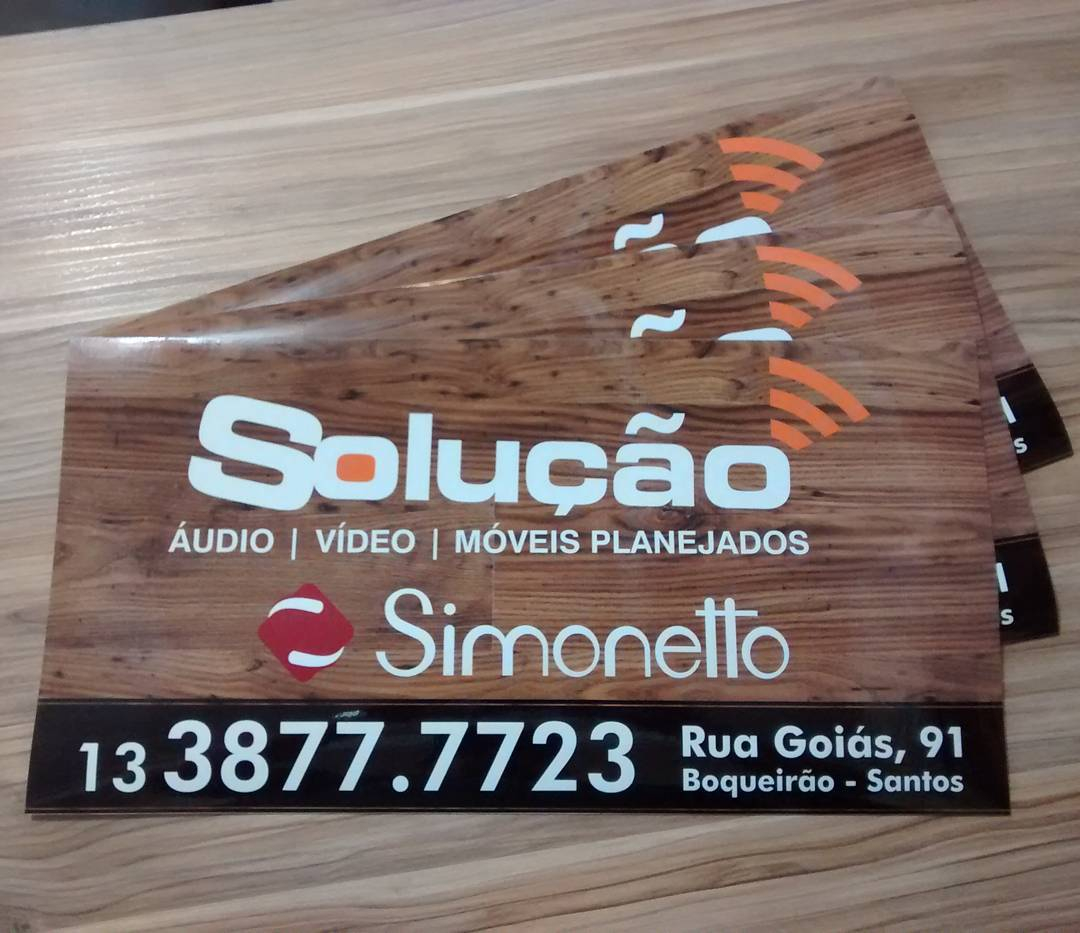 Solução
ÁUDIO | VÍDEO | MÓVEIS PLANEJADOS
Simonetto
13 3877.7723
Rua Goiás, 91
Boqueirão - Santos